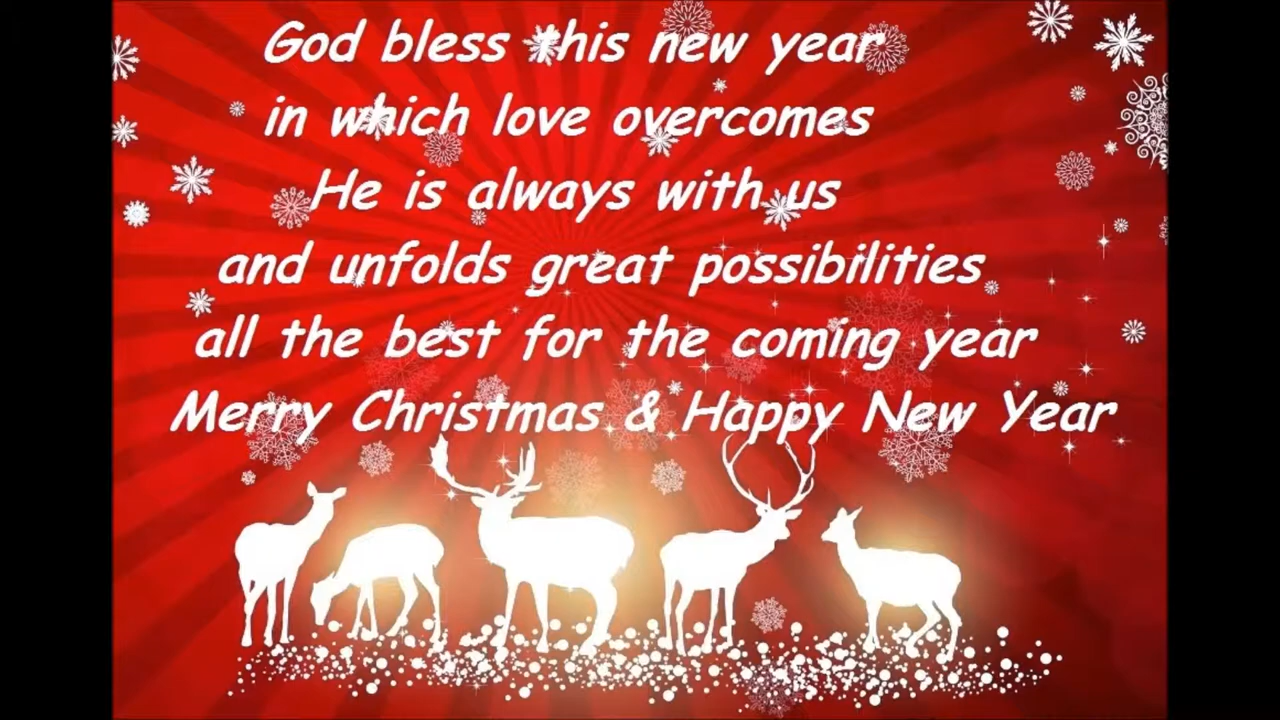 God bless this new year
in which love overcomes
He is always with us
and unfolds great possibilities
all the best for the coming year
Merry Christmas & Happy New Year